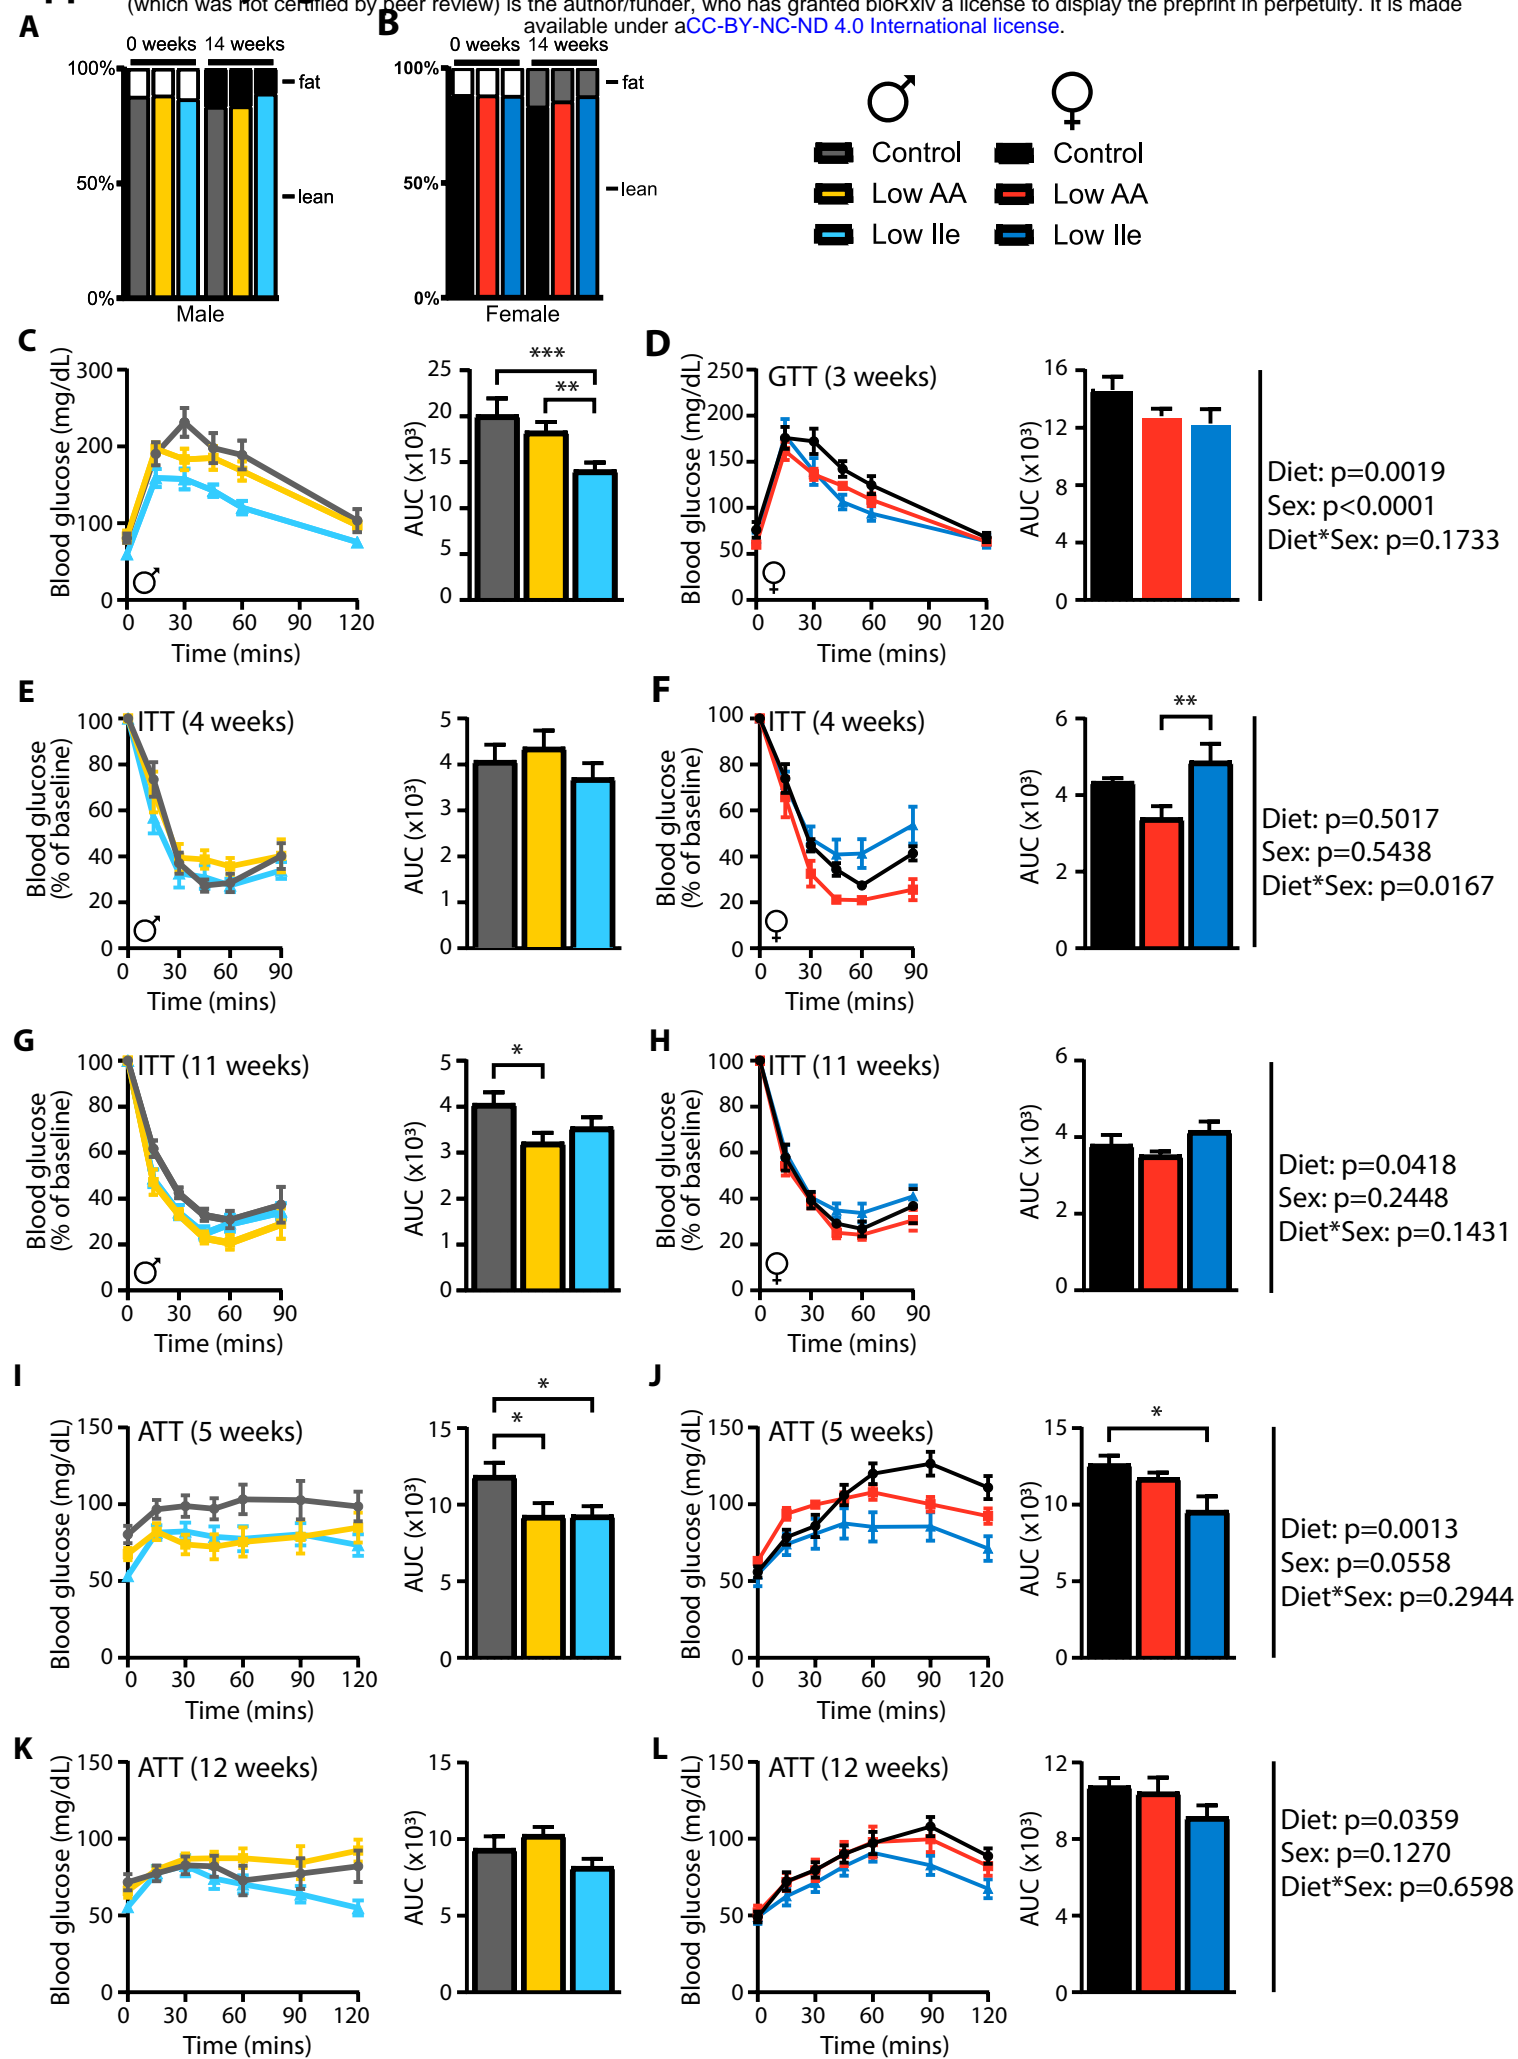 (which was not certified by peer review) is the author/funder, who has granted bioRxiv a license to display the preprint in perpetuity. It is made
available under aCC-BY-NC-ND 4.0 International license.
A
0 weeks 14 weeks
100%
50%
0%
fat
lean
Male
B
0 weeks 14 weeks
100%
50%
0%
fat
lean
Female
♂ ♀
Control Control
Low AA Low AA
Low Ile Low Ile
C
Blood glucose (mg/dL)
300
200
100
0
0 30 60 90 120
Time (mins)
♂
AUC (x10³)
25
20
15
10
5
0
***
**
D
GTT (3 weeks)
Blood glucose (mg/dL)
250
200
150
100
50
0
0 30 60 90 120
Time (mins)
♀
AUC (x10³)
16
12
8
4
0
Diet: p=0.0019
Sex: p<0.0001
Diet*Sex: p=0.1733
E
ITT (4 weeks)
Blood glucose
(% of baseline)
100
80
60
40
20
0
0 30 60 90
Time (mins)
♂
AUC (x10³)
5
4
3
2
1
0
F
ITT (4 weeks)
Blood glucose
(% of baseline)
100
80
60
40
20
0
0 30 60 90
Time (mins)
♀
AUC (x10³)
6
4
2
0
**
Diet: p=0.5017
Sex: p=0.5438
Diet*Sex: p=0.0167
G
ITT (11 weeks)
Blood glucose
(% of baseline)
100
80
60
40
20
0
0 30 60 90
Time (mins)
♂
AUC (x10³)
5
4
3
2
1
0
*
H
ITT (11 weeks)
Blood glucose
(% of baseline)
100
80
60
40
20
0
0 30 60 90
Time (mins)
♀
AUC (x10³)
6
4
2
0
Diet: p=0.0418
Sex: p=0.2448
Diet*Sex: p=0.1431
I
ATT (5 weeks)
Blood glucose (mg/dL)
150
100
50
0
0 30 60 90 120
Time (mins)
AUC (x10³)
15
10
5
0
*
*
J
ATT (5 weeks)
Blood glucose (mg/dL)
150
100
50
0
0 30 60 90 120
Time (mins)
AUC (x10³)
15
10
5
0
*
Diet: p=0.0013
Sex: p=0.0558
Diet*Sex: p=0.2944
K
ATT (12 weeks)
Blood glucose (mg/dL)
150
100
50
0
0 30 60 90 120
Time (mins)
AUC (x10³)
15
10
5
0
L
ATT (12 weeks)
Blood glucose (mg/dL)
150
100
50
0
0 30 60 90 120
Time (mins)
AUC (x10³)
12
8
4
0
Diet: p=0.0359
Sex: p=0.1270
Diet*Sex: p=0.6598